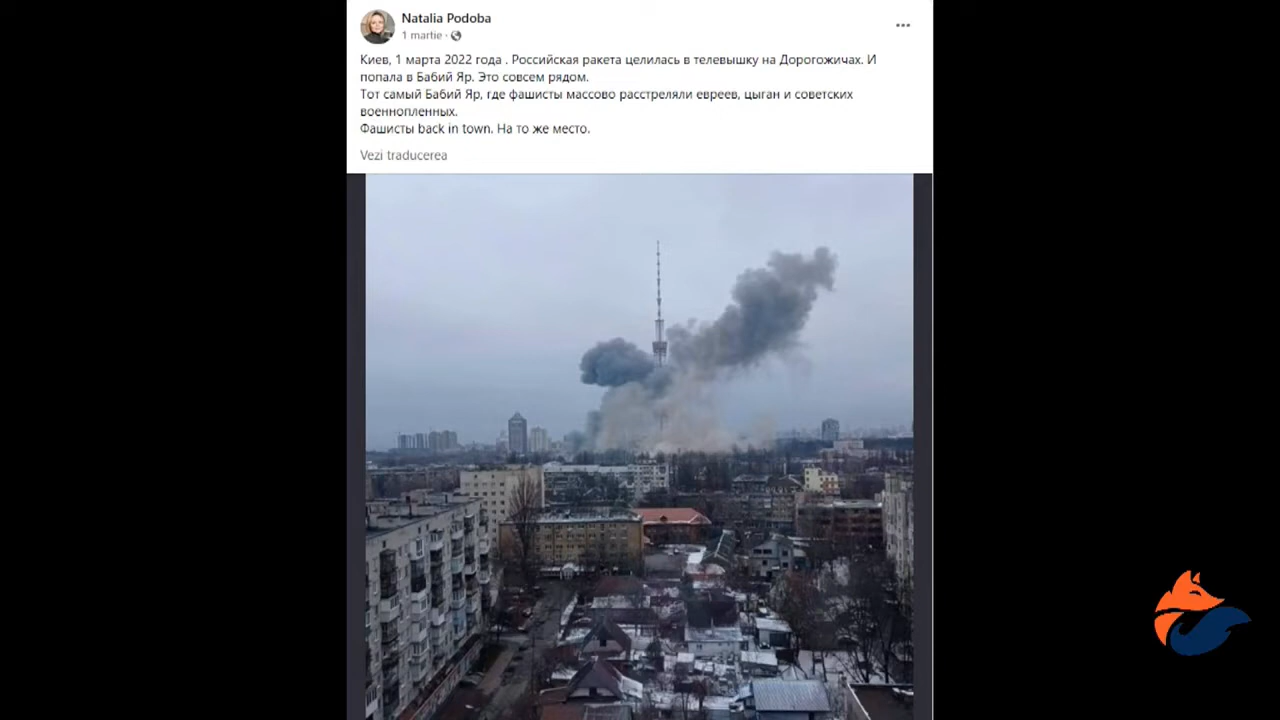 Natalia Podoba
1 martie ·
Киев, 1 марта 2022 года . Российская ракета целилась в телевышку на Дорогожичах. И
попала в Бабий Яр. Это совсем рядом.
Тот самый Бабий Яр, где фашисты массово расстреляли евреев, цыган и советских
военнопленных.
Фашисты back in town. На то же место.
Vezi traducerea